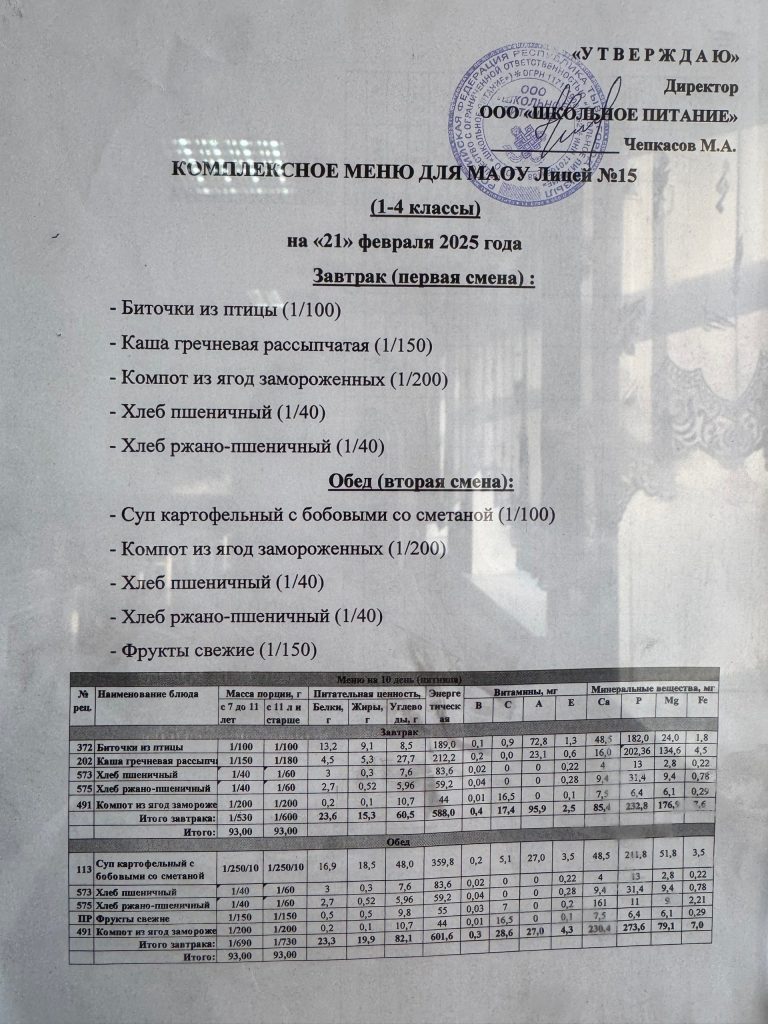 «У Т В Е Р Ж Д А Ю»
Директор
ООО «ШКОЛЬНОЕ ПИТАНИЕ»
Чепкасов М.А.
КОМПЛЕКСНОЕ МЕНЮ ДЛЯ МАОУ Лицей №15
(1-4 классы)
на «21» февраля 2025 года
Завтрак (первая смена) :
- Биточки из птицы (1/100)
- Каша гречневая рассыпчатая (1/150)
- Компот из ягод замороженных (1/200)
- Хлеб пшеничный (1/40)
- Хлеб ржано-пшеничный (1/40)
Обед (вторая смена):
- Суп картофельный с бобовыми со сметаной (1/100)
- Компот из ягод замороженных (1/200)
- Хлеб пшеничный (1/40)
- Хлеб ржано-пшеничный (1/40)
- Фрукты свежие (1/150)
Меню на 10 день (пятница)
№ рец. Наименование блюда Масса порции, г Питательная ценность, Энерге тическ ая Витамины, мг Минеральные вещества, мг
с 7 до 11 лет с 11 л и старше Белки, г Жиры, г Углево ды, г B C A E Ca P Mg Fe
Завтрак
372 Биточки из птицы 1/100 1/100 13,2 9,1 8,5 189,0 0,1 0,9 72,8 1,3 48,5 182,0 24,0 1,8
202 Каша гречневая рассыпча 1/150 1/180 4,5 5,3 27,7 212,2 0,2 0,0 23,1 0,6 16,0 202,36 134,6 4,5
573 Хлеб пшеничный 1/40 1/60 3 0,3 7,6 83,6 0,02 0 0 0,22 4 13 2,8 0,22
575 Хлеб ржано-пшеничный 1/40 1/60 2,7 0,52 5,96 59,2 0,04 0 0 0,28 9,4 31,4 9,4 0,78
491 Компот из ягод замороже 1/200 1/200 0,2 0,1 10,7 44 0,01 16,5 0 0,1 7,5 6,4 6,1 0,29
Итого завтрака: 1/530 1/600 23,6 15,3 60,5 588,0 0,4 17,4 95,9 2,5 85,4 232,8 176,9 7,6
Итого: 93,00 93,00
Обед
113 Суп картофельный с бобовыми со сметаной 1/250/10 1/250/10 16,9 18,5 48,0 359,8 0,2 5,1 27,0 3,5 48,5 211,8 51,8 3,5
573 Хлеб пшеничный 1/40 1/60 3 0,3 7,6 83,6 0,02 0 0 0,22 4 13 2,8 0,22
575 Хлеб ржано-пшеничный 1/40 1/60 2,7 0,52 5,96 59,2 0,04 0 0 0,28 9,4 31,4 9,4 0,78
ПР Фрукты свежие 1/150 1/150 0,5 0,5 9,8 55 0,03 7 0 0,2 161 11 9 2,21
491 Компот из ягод замороже 1/200 1/200 0,2 0,1 10,7 44 0,01 16,5 0 0,1 7,5 6,4 6,1 0,29
Итого завтрака: 1/690 1/730 23,3 19,9 82,1 601,6 0,3 28,6 27,0 4,3 230,4 273,6 79,1 7,0
Итого: 93,00 93,00